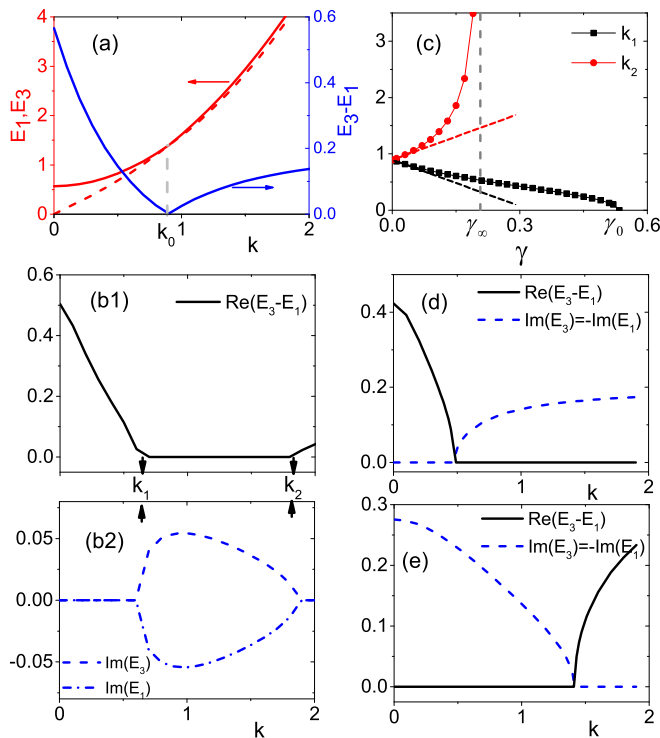 (a)
E₁,E₃
4
3
2
1
0
0.6
0.4
0.2
0.0
E₃-E₁
0
k₀
1
2
k
(c)
k₁
k₂
3
2
1
0
0.0
γ∞
0.3
γ₀
0.6
γ
(b1)
Re(E₃-E₁)
0.6
0.4
0.2
0.0
k₁
k₂
(b2)
0.05
0.00
-0.05
Im(E₃)
Im(E₁)
0
1
2
k
(d)
Re(E₃-E₁)
Im(E₃)=-Im(E₁)
0.4
0.2
0.0
0
1
2
k
(e)
Re(E₃-E₁)
Im(E₃)=-Im(E₁)
0.3
0.2
0.1
0.0
0
1
2
k